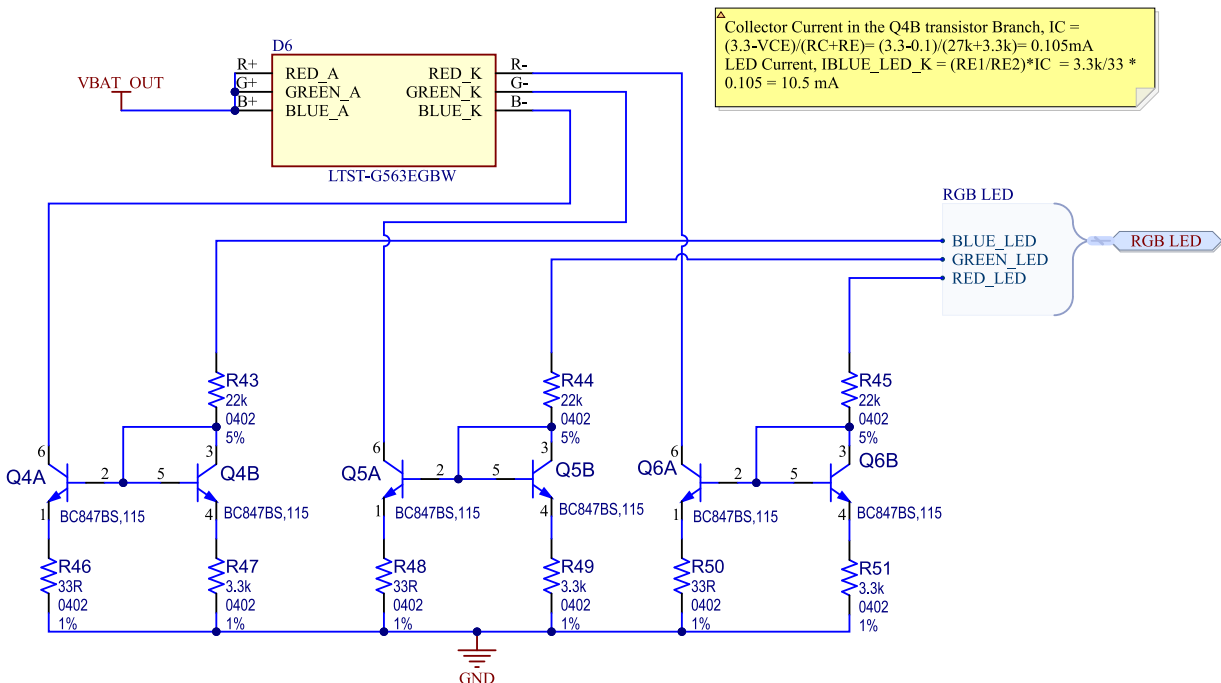 Collector Current in the Q4B transistor Branch, IC =
(3.3-VCE)/(RC+RE)= (3.3-0.1)/(27k+3.3k)= 0.105mA
LED Current, IBLUE_LED_K = (RE1/RE2)*IC = 3.3k/33 *
0.105 = 10.5 mA
D6
VBAT_OUT
R+ RED_A RED_K R-
G+ GREEN_A GREEN_K G-
B+ BLUE_A BLUE_K B-
LTST-G563EGBW
RGB LED
BLUE_LED
GREEN_LED
RED_LED
RGB LED
R43
22k
0402
5%
R44
22k
0402
5%
R45
22k
0402
5%
Q4A
6
2
1
BC847BS,115
Q4B
3
5
4
BC847BS,115
Q5A
6
2
1
BC847BS,115
Q5B
3
5
4
BC847BS,115
Q6A
6
2
1
BC847BS,115
Q6B
3
5
4
BC847BS,115
R46
33R
0402
1%
R47
3.3k
0402
1%
R48
33R
0402
1%
R49
3.3k
0402
1%
R50
33R
0402
1%
R51
3.3k
0402
1%
GND